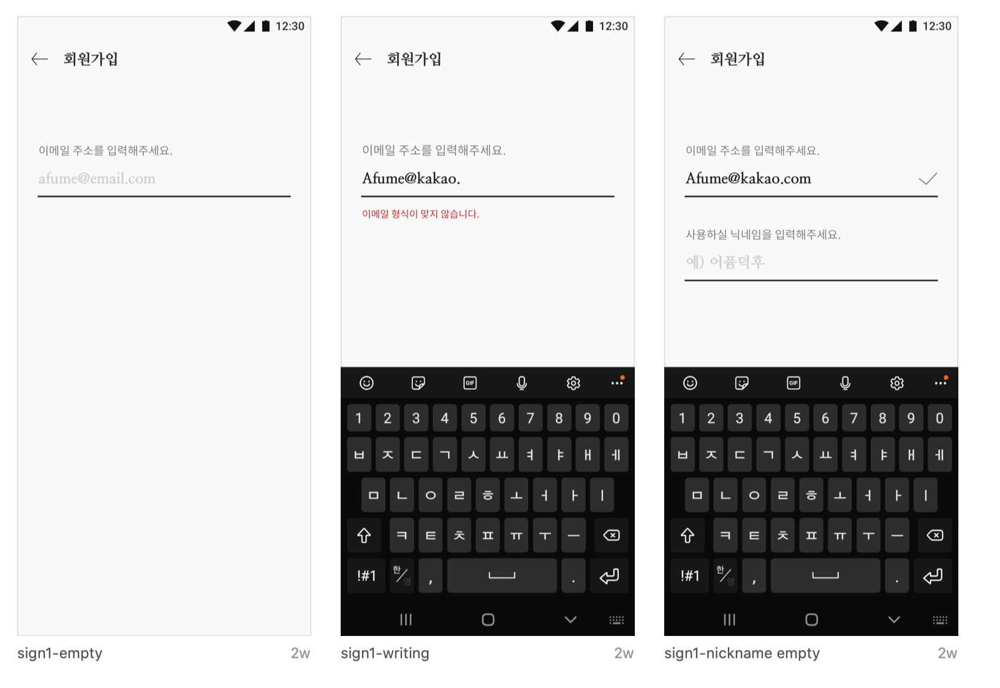 12:30
회원가입
이메일 주소를 입력해주세요.
afume@email.com
sign1-empty 2w
12:30
회원가입
이메일 주소를 입력해주세요.
Afume@kakao.
이메일 형식이 맞지 않습니다.
GIF
1 2 3 4 5 6 7 8 9 0
ㅂ ㅈ ㄷ ㄱ ㅅ ㅛ ㅕ ㅑ ㅐ ㅔ
ㅁ ㄴ ㅇ ㄹ ㅎ ㅗ ㅓ ㅏ ㅣ
ㅋ ㅌ ㅊ ㅍ ㅠ ㅜ ㅡ
!#1 한/영 , .
sign1-writing 2w
12:30
회원가입
이메일 주소를 입력해주세요.
Afume@kakao.com
사용하실 닉네임을 입력해주세요.
예) 어퓸덕후
GIF
1 2 3 4 5 6 7 8 9 0
ㅂ ㅈ ㄷ ㄱ ㅅ ㅛ ㅕ ㅑ ㅐ ㅔ
ㅁ ㄴ ㅇ ㄹ ㅎ ㅗ ㅓ ㅏ ㅣ
ㅋ ㅌ ㅊ ㅍ ㅠ ㅜ ㅡ
!#1 한/영 , .
sign1-nickname empty 2w